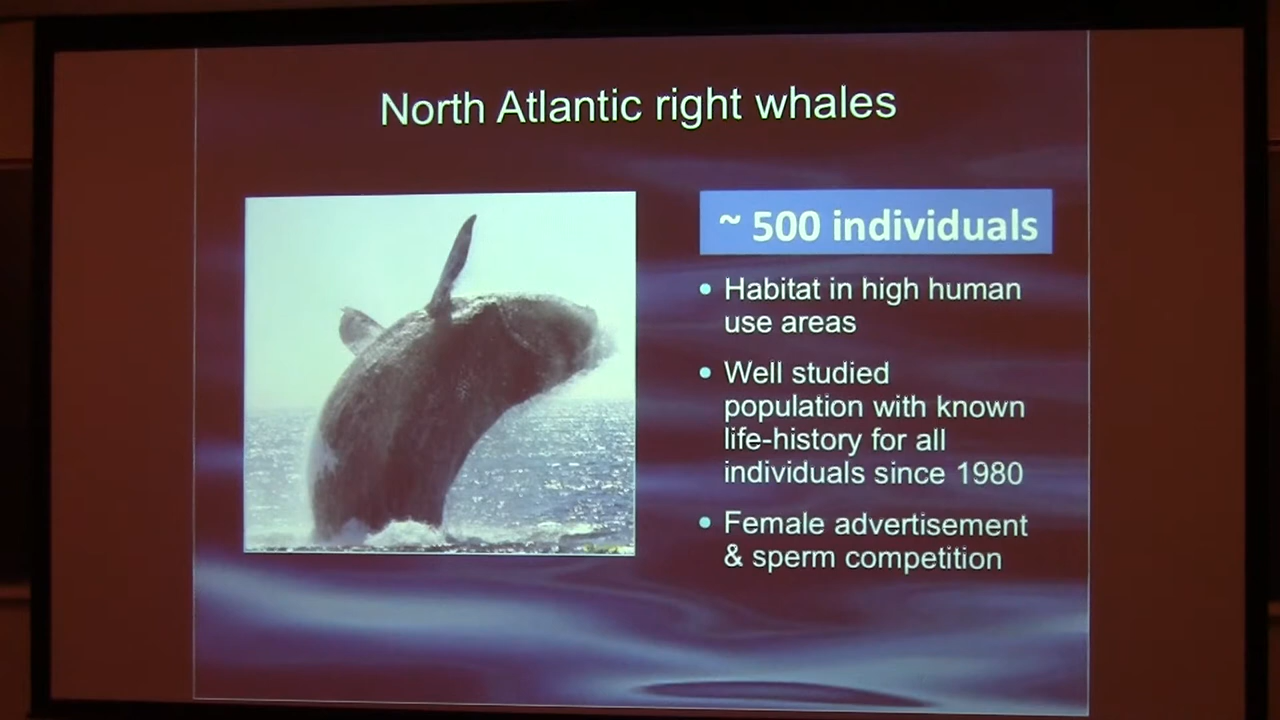 North Atlantic right whales
~ 500 individuals
• Habitat in high human
use areas
• Well studied
population with known
life-history for all
individuals since 1980
• Female advertisement
& sperm competition